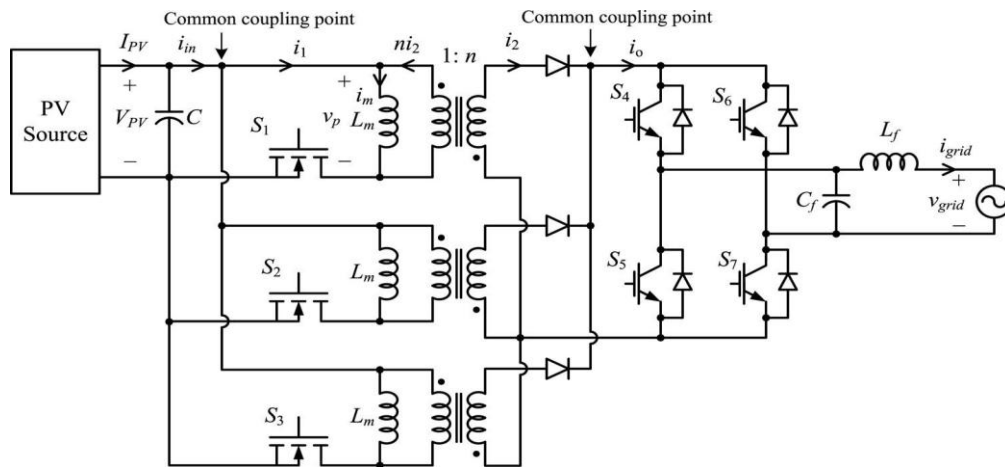 Common coupling point
Common coupling point
I_PV
i_in
i_1
ni_2
1: n
i_2
i_o
+
+
i_m
PV
Source
V_PV
C
S_1
v_p
L_m
S_4
S_6
L_f
i_grid
−
−
+
C_f
v_grid
−
S_2
L_m
S_5
S_7
S_3
L_m